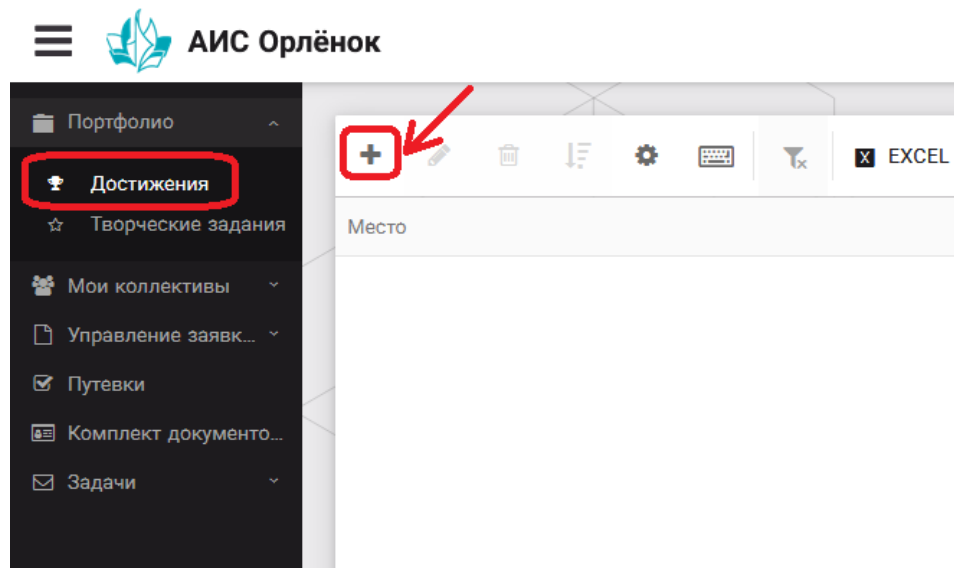 АИС Орлёнок
Портфолио
Достижения
Творческие задания
Мои коллективы
Управление заявк...
Путевки
Комплект документо...
Задачи
X EXCEL
Место